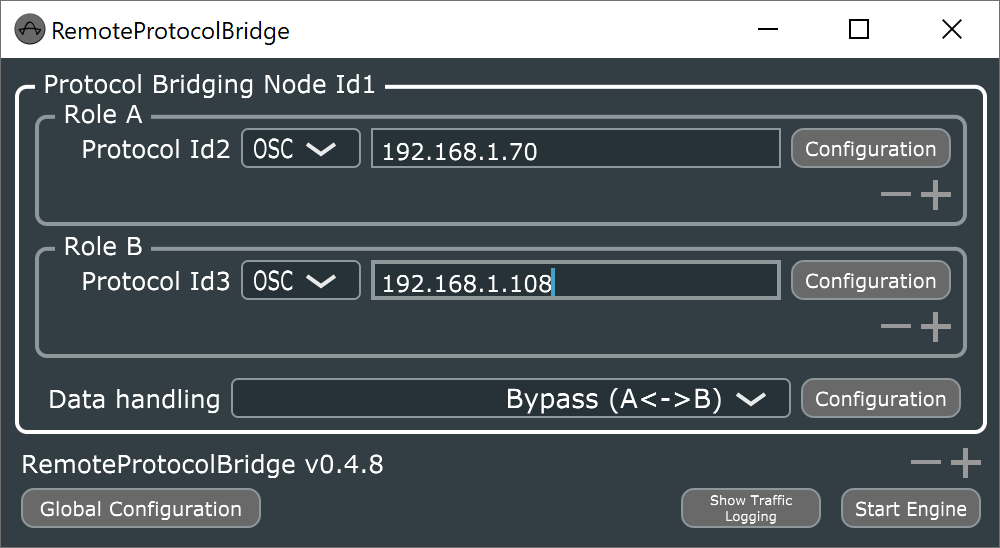 RemoteProtocolBridge
Protocol Bridging Node Id1
Role A
Protocol Id2 OSC 192.168.1.70 Configuration
Role B
Protocol Id3 OSC 192.168.1.108 Configuration
Data handling Bypass (A<->B) Configuration
RemoteProtocolBridge v0.4.8
Global Configuration
Show Traffic
Logging
Start Engine